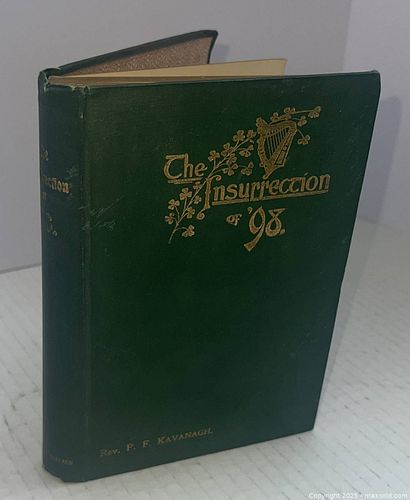 The
Insurrection
of '98.
Rev. P. F. Kavanagh.
Copyright 2025 • maxsold.com